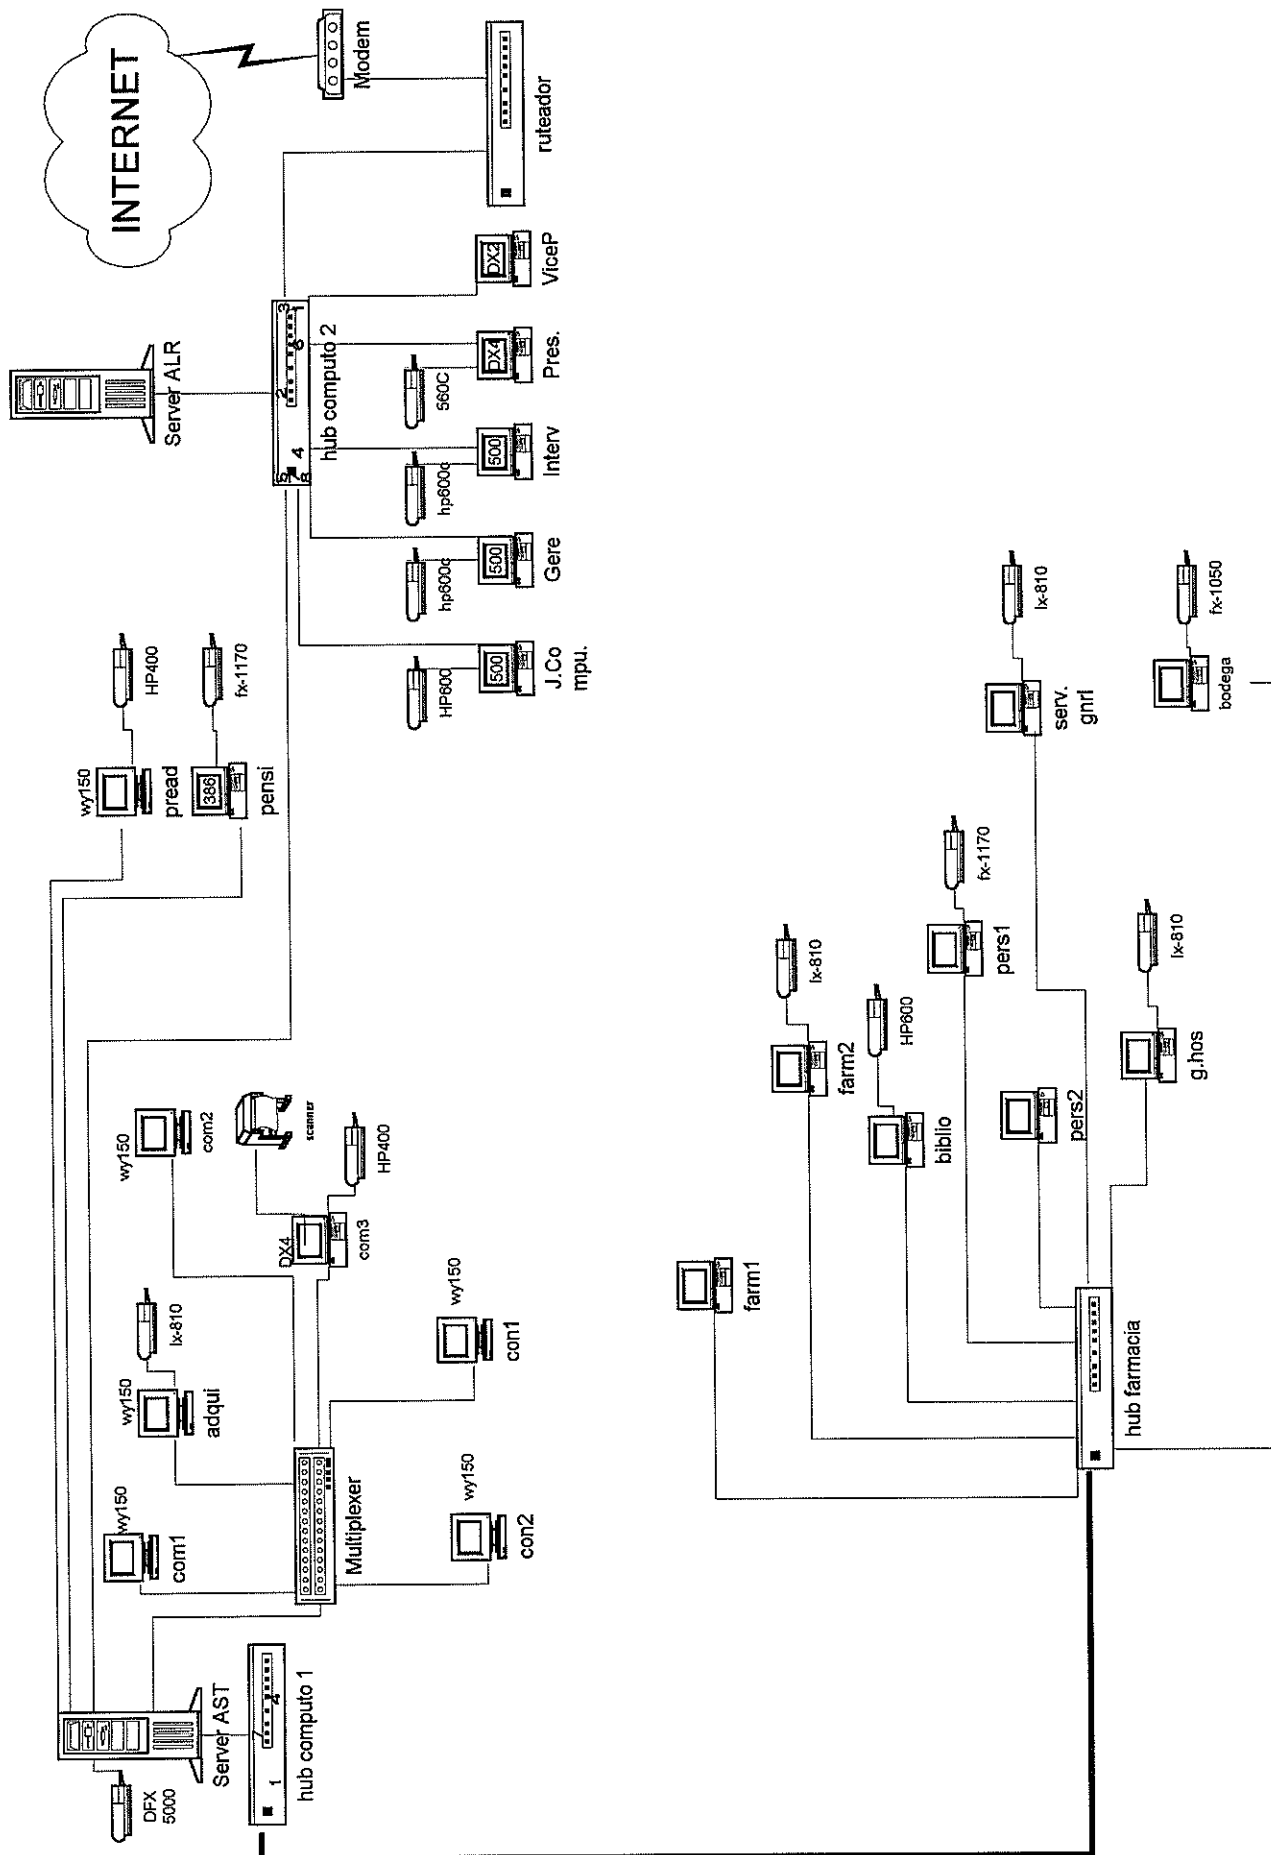 DFX
5000
Server AST
hub computo 1
1
7
4
wy150
com1
wy150
adqui
lx-810
wy150
com2
scanner
DX4
com3
HP400
Multiplexer
wy150
con2
wy150
con1
wy150
pread
HP400
386
pensi
fx-1170
Server ALR
INTERNET
Modem
ruteador
hub computo 2
5
7
8
4
2
6
3
1
HP600
500
J.Co
mpu.
hp600c
500
Gere
hp600c
500
Interv
560C
DX4
Pres.
DX2
ViceP
farm1
farm2
lx-810
biblio
HP600
pers1
fx-1170
pers2
serv.
gnrl
lx-810
hub farmacia
g.hos
lx-810
bodega
fx-1050